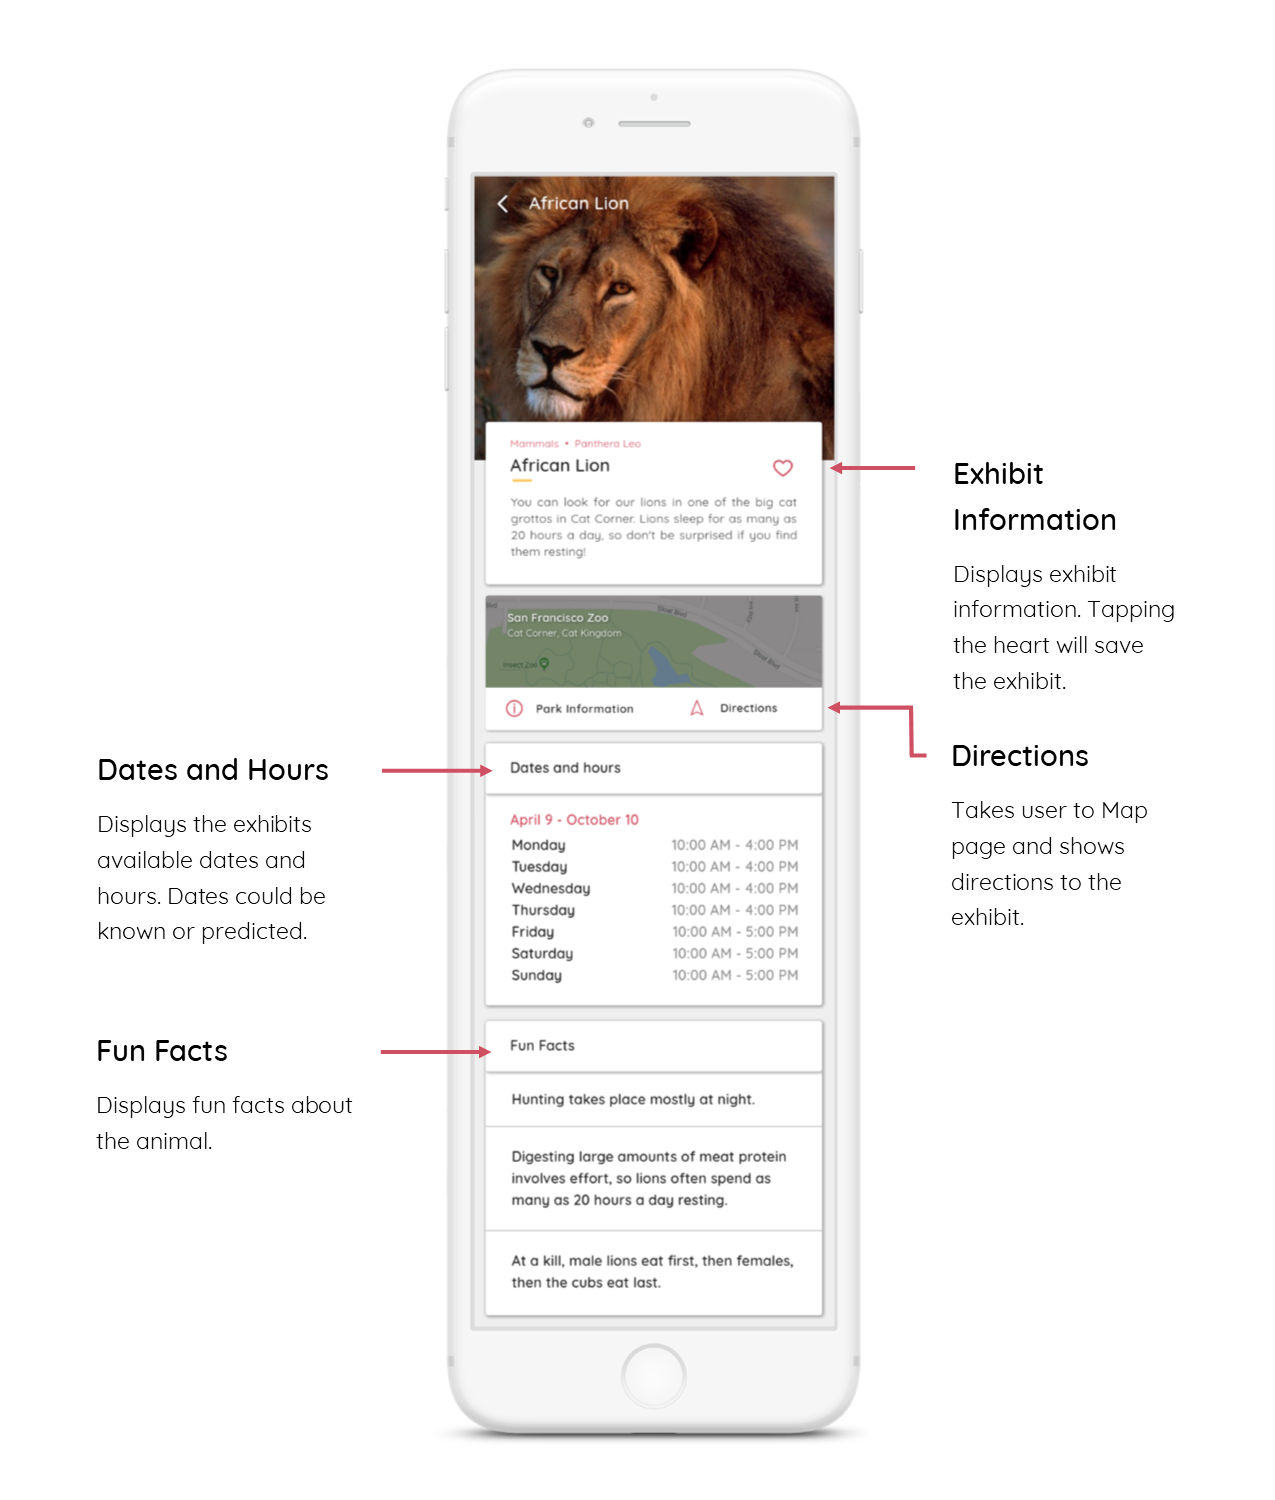 African Lion
Mammals • Panthera Leo
African Lion
You can look for our lions in one of the big cat
grottos in Cat Corner. Lions sleep for as many as
20 hours a day, so don't be surprised if you find
them resting!
Exhibit
Information
Displays exhibit
information. Tapping
the heart will save
the exhibit.
Blvd
Skoal Blvd
San Francisco Zoo
Cat Corner, Cat Kingdom
Insect Zoo
Park Information
Directions
Directions
Takes user to Map
page and shows
directions to the
exhibit.
Dates and Hours
Displays the exhibits
available dates and
hours. Dates could be
known or predicted.
Dates and hours
April 9 - October 10
Monday 10:00 AM - 4:00 PM
Tuesday 10:00 AM - 4:00 PM
Wednesday 10:00 AM - 4:00 PM
Thursday 10:00 AM - 4:00 PM
Friday 10:00 AM - 5:00 PM
Saturday 10:00 AM - 5:00 PM
Sunday 10:00 AM - 5:00 PM
Fun Facts
Displays fun facts about
the animal.
Fun Facts
Hunting takes place mostly at night.
Digesting large amounts of meat protein
involves effort, so lions often spend as
many as 20 hours a day resting.
At a kill, male lions eat first, then females,
then the cubs eat last.